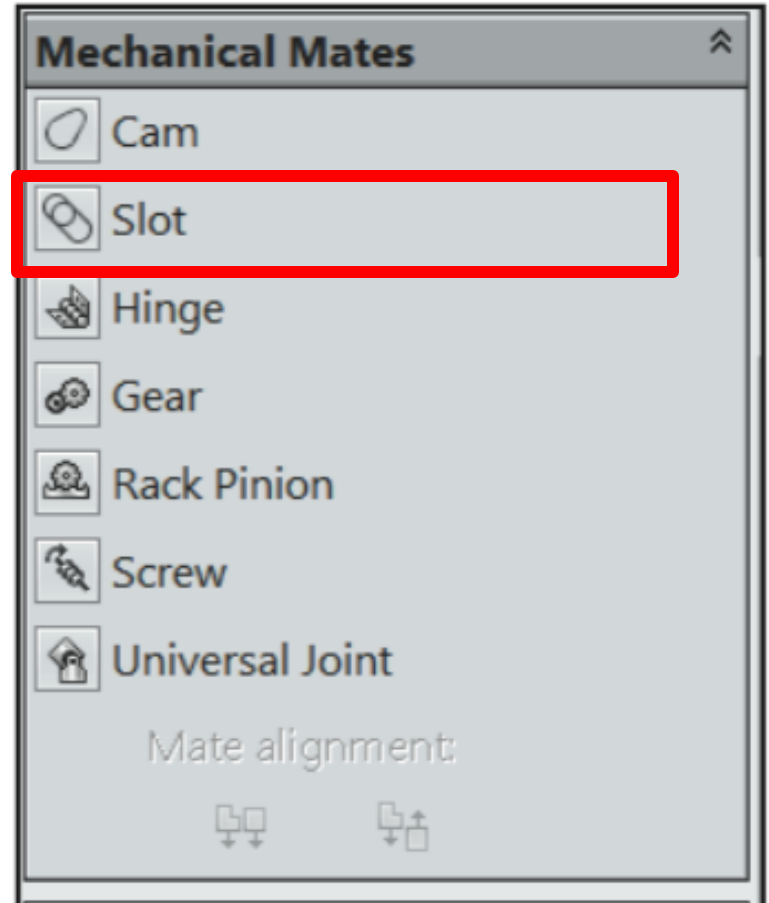 Mechanical Mates
Cam
Slot
Hinge
Gear
Rack Pinion
Screw
Universal Joint
Mate alignment: